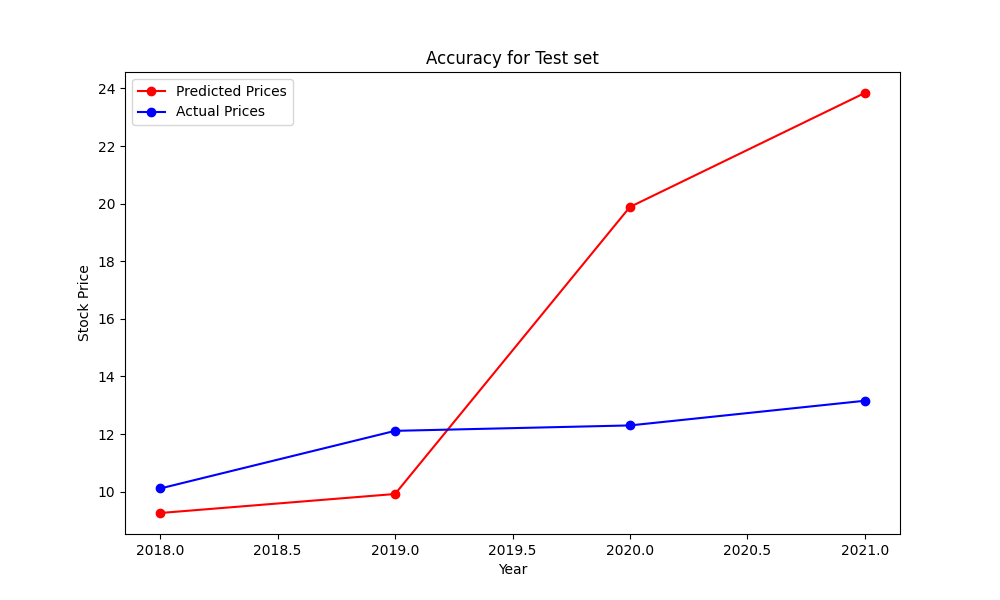 Accuracy for Test set
Predicted Prices
Actual Prices
24
22
20
18
16
14
12
10
Stock Price
2018.0 2018.5 2019.0 2019.5 2020.0 2020.5 2021.0
Year